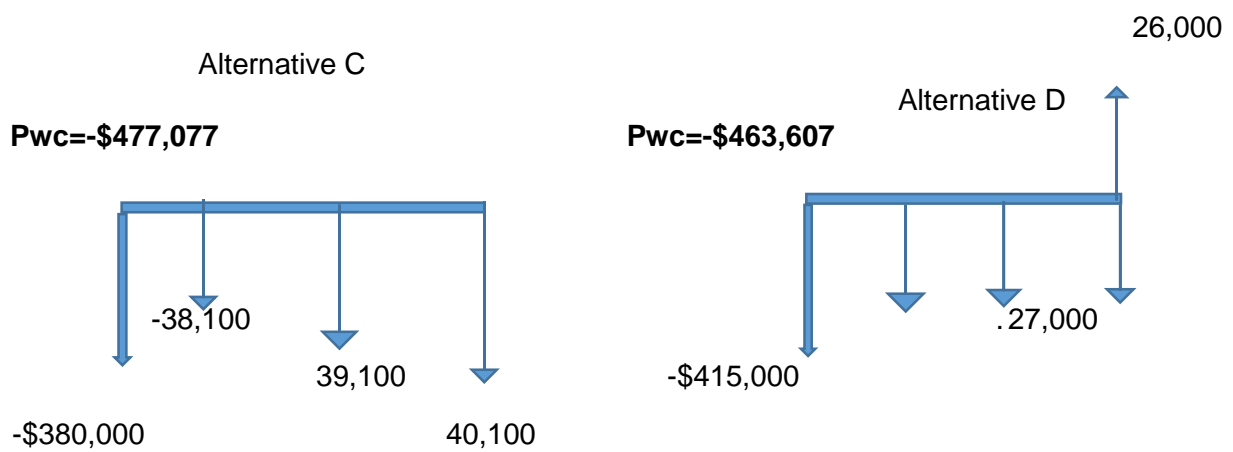 26,000
Alternative C
Alternative D
Pwc=-$477,077
Pwc=-$463,607
-38,100
. 27,000
39,100
-$415,000
-$380,000
40,100